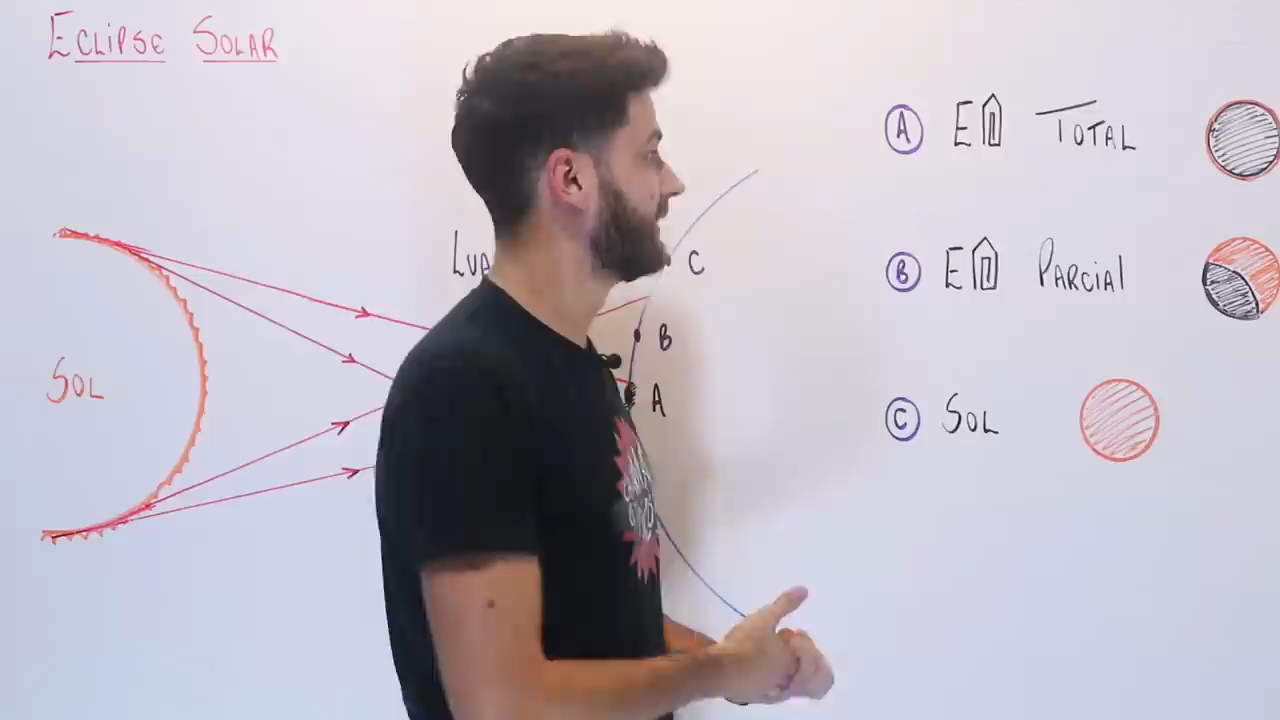 Eclipse Solar
Lua
Sol
C
B
A
A E Total
B E Parcial
C Sol